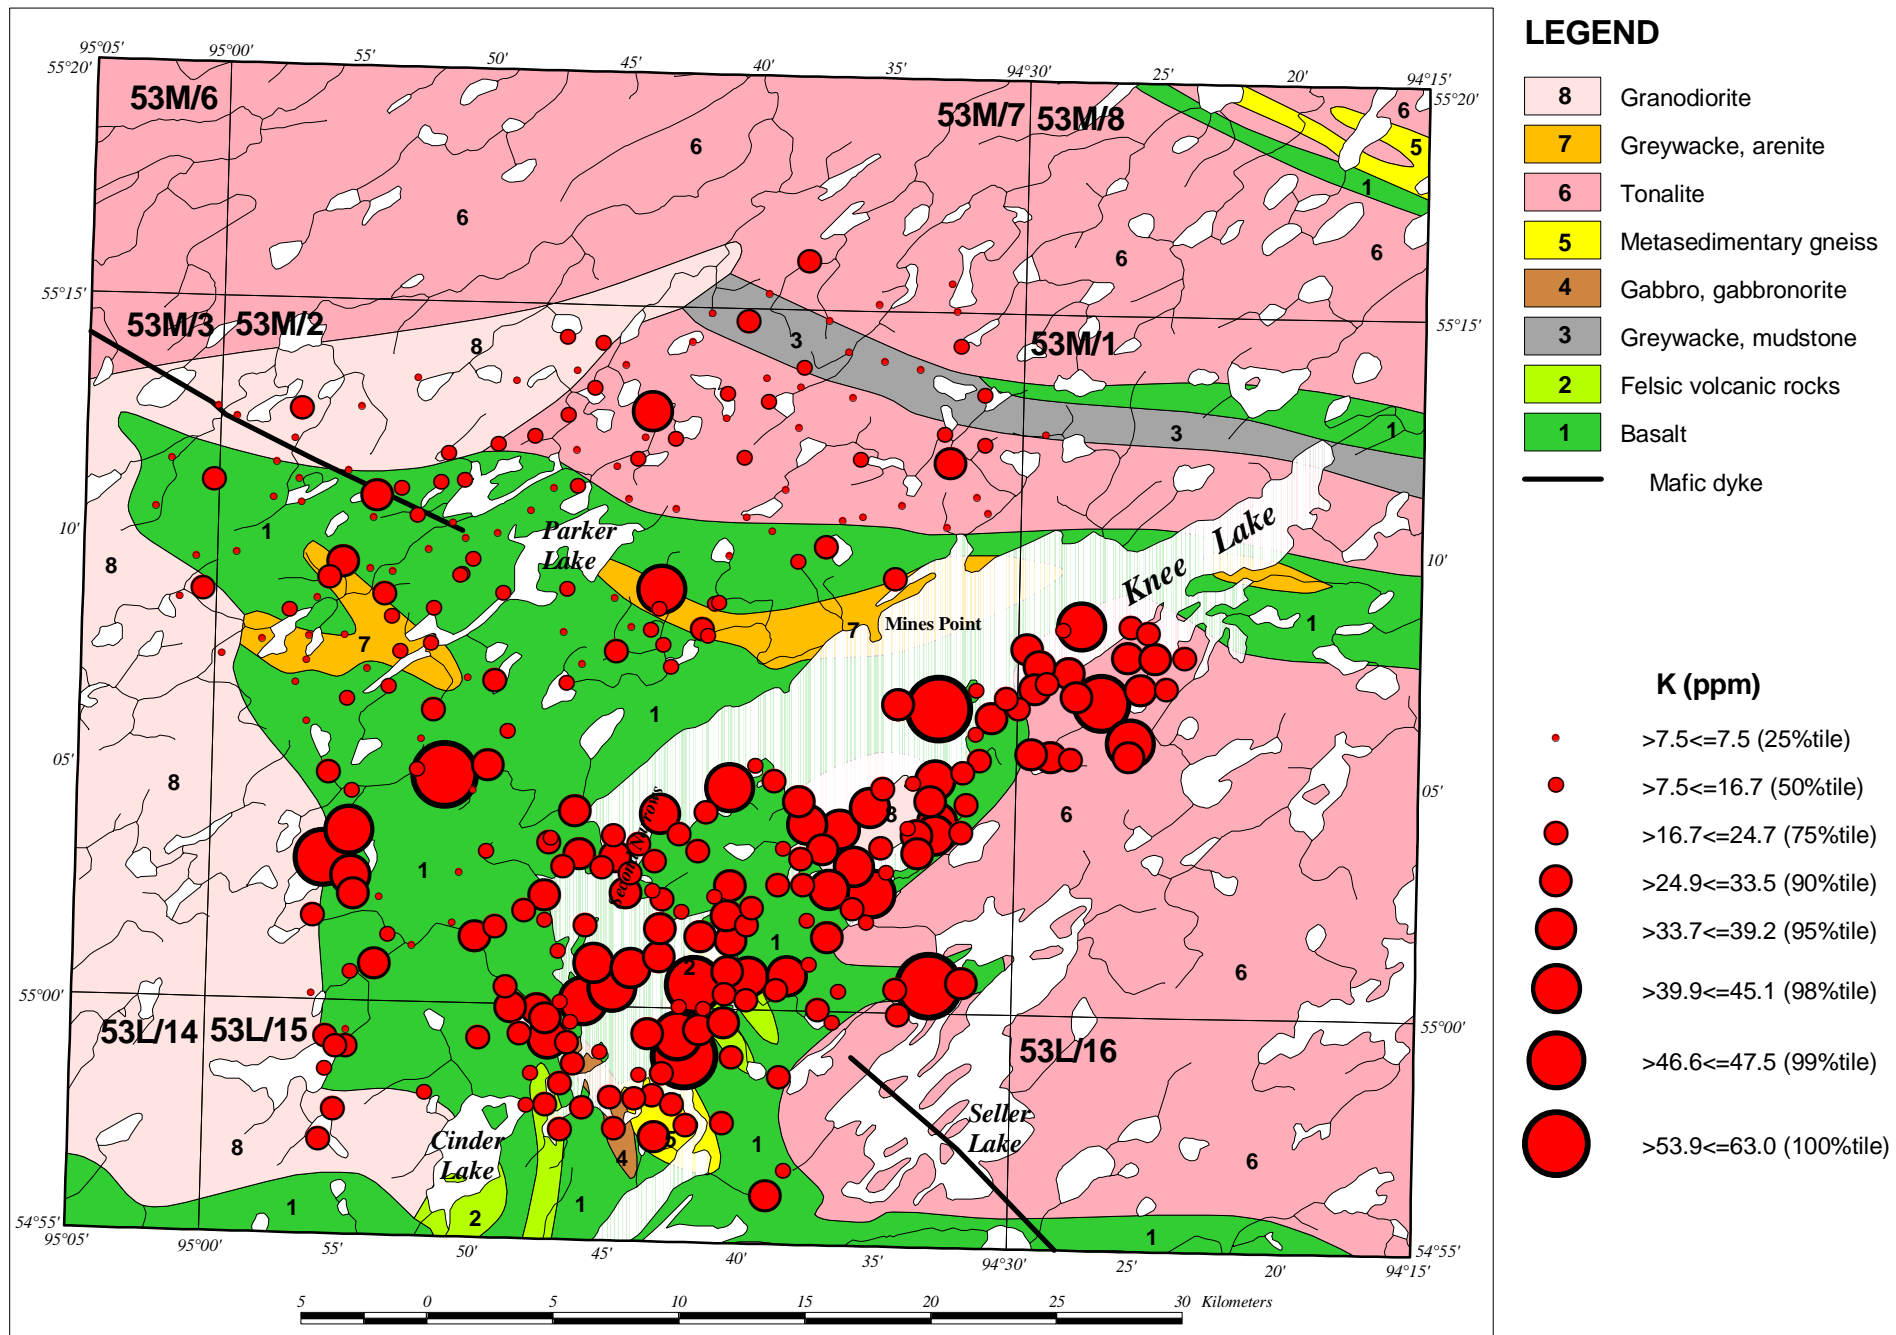 LEGEND
8 Granodiorite
7 Greywacke, arenite
6 Tonalite
5 Metasedimentary gneiss
4 Gabbro, gabbronorite
3 Greywacke, mudstone
2 Felsic volcanic rocks
1 Basalt
Mafic dyke
K (ppm)
>7.5<=7.5 (25%tile)
>7.5<=16.7 (50%tile)
>16.7<=24.7 (75%tile)
>24.9<=33.5 (90%tile)
>33.7<=39.2 (95%tile)
>39.9<=45.1 (98%tile)
>46.6<=47.5 (99%tile)
>53.9<=63.0 (100%tile)
95°05' 95°00' 55' 50' 45' 40' 35' 94°30' 25' 20' 94°15'
55°20' 55°20'
53M/6 53M/7 53M/8
6 6 5
6 1
6 6 6
55°15' 55°15'
53M/3 53M/2 53M/1
8 3
3 1
10' 10'
1 Parker
Lake
Knee Lake
8
7 7 Mines Point 1
1
05' 05'
8 3 6
Second Narrows
1
1
2 6
55°00' 55°00'
53L/14 53L/15 53L/16
Cinder
Lake
Seller
Lake
8 5 1 6
4
1 2 1 1
54°55' 54°55'
95°05' 95°00' 55' 50' 45' 40' 35' 94°30' 25' 20' 94°15'
5 0 5 10 15 20 25 30 Kilometers